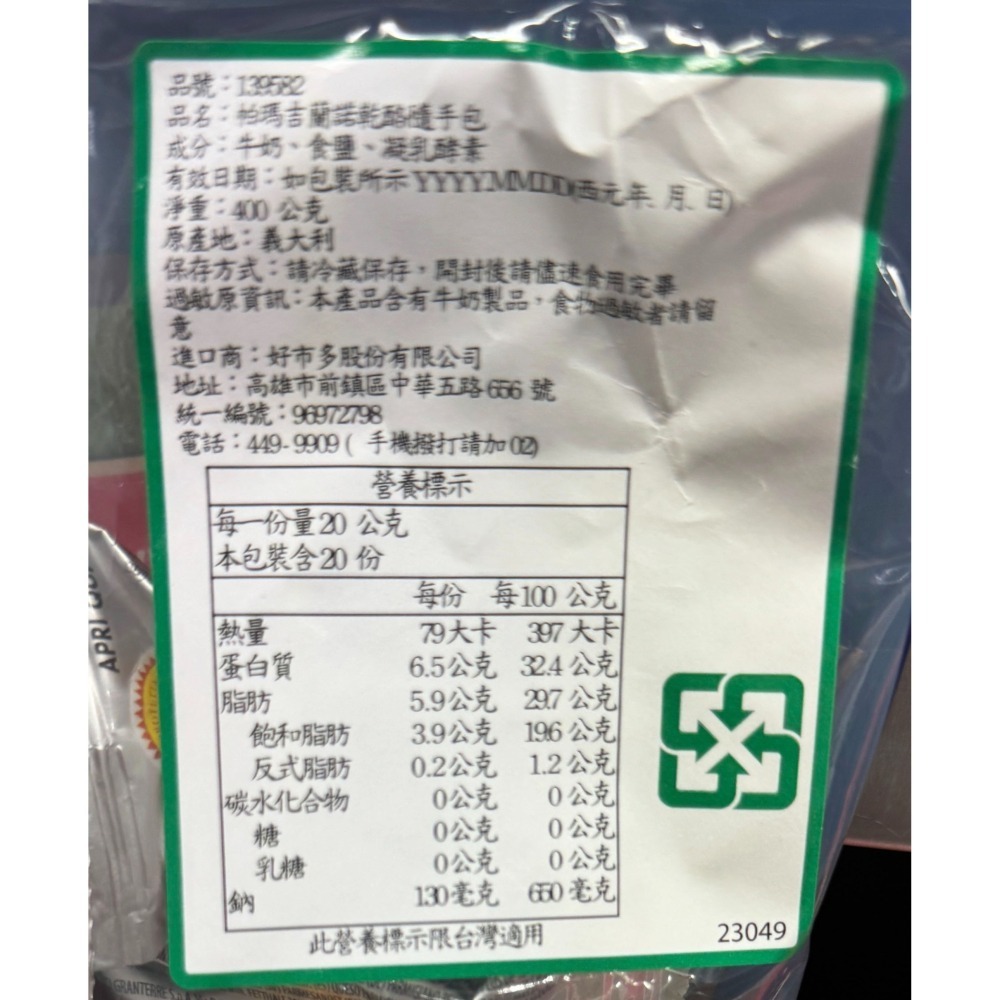 品號：139582
品名：帕瑪吉蘭諾乾酪隨手包
成分：牛奶、食鹽、凝乳酵素
有效日期：如包裝所示YYYY.MM.DD(西元年.月.日)
淨重：400 公克
原產地：義大利
保存方式：請冷藏保存，開封後請儘速食用完畢
過敏原資訊：本產品含有牛奶製品，食物過敏者請留
意
進口商：好市多股份有限公司
地址：高雄市前鎮區中華五路 656 號
統一編號：96972798
電話：449-9909 ( 手機撥打請加 02)
營養標示
每一份量 20 公克
本包裝含 20 份
每份 每 100 公克
熱量 79 大卡 397 大卡
蛋白質 6.5 公克 32.4 公克
脂肪 5.9 公克 29.7 公克
飽和脂肪 3.9 公克 19.6 公克
反式脂肪 0.2 公克 1.2 公克
碳水化合物 0 公克 0 公克
糖 0 公克 0 公克
乳糖 0 公克 0 公克
鈉 130 毫克 650 毫克
此營養標示限台灣適用
23049
APRI